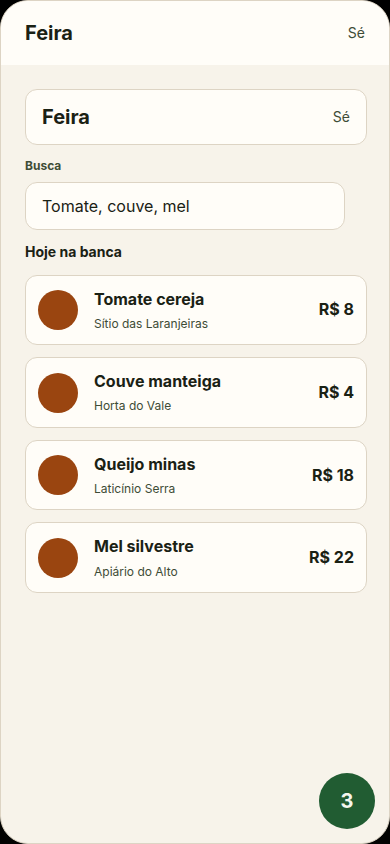 Feira
Sé
Feira
Sé
Busca
Tomate, couve, mel
Hoje na banca
Tomate cereja
Sítio das Laranjeiras
R$ 8
Couve manteiga
Horta do Vale
R$ 4
Queijo minas
Laticínio Serra
R$ 18
Mel silvestre
Apiário do Alto
R$ 22
3